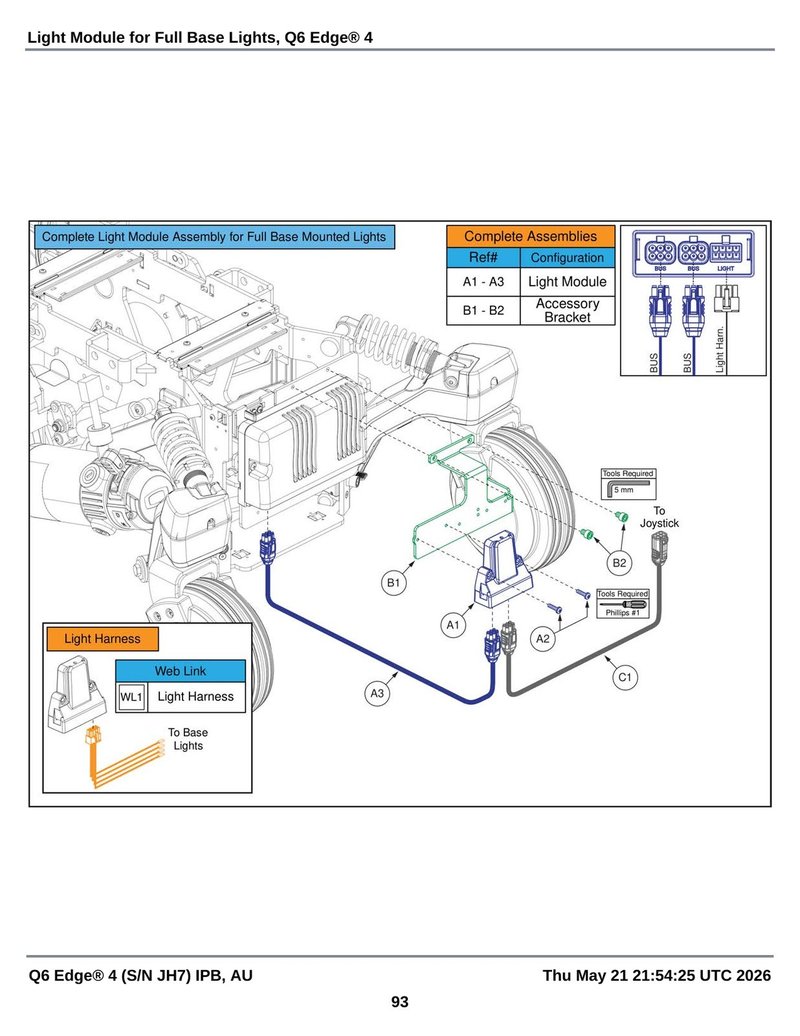 Light Module for Full Base Lights, Q6 Edge® 4
Complete Light Module Assembly for Full Base Mounted Lights
Complete Assemblies
Ref# Configuration
A1 - A3 Light Module
B1 - B2 Accessory
Bracket
BUS BUS LIGHT
BUS
BUS
Light Harn.
Tools Required
5 mm
To
Joystick
B2
B1
Tools Required
Phillips #1
A1
A2
C1
A3
Light Harness
Web Link
WL1 Light Harness
To Base
Lights
Q6 Edge® 4 (S/N JH7) IPB, AU
Thu May 21 21:54:25 UTC 2026
93